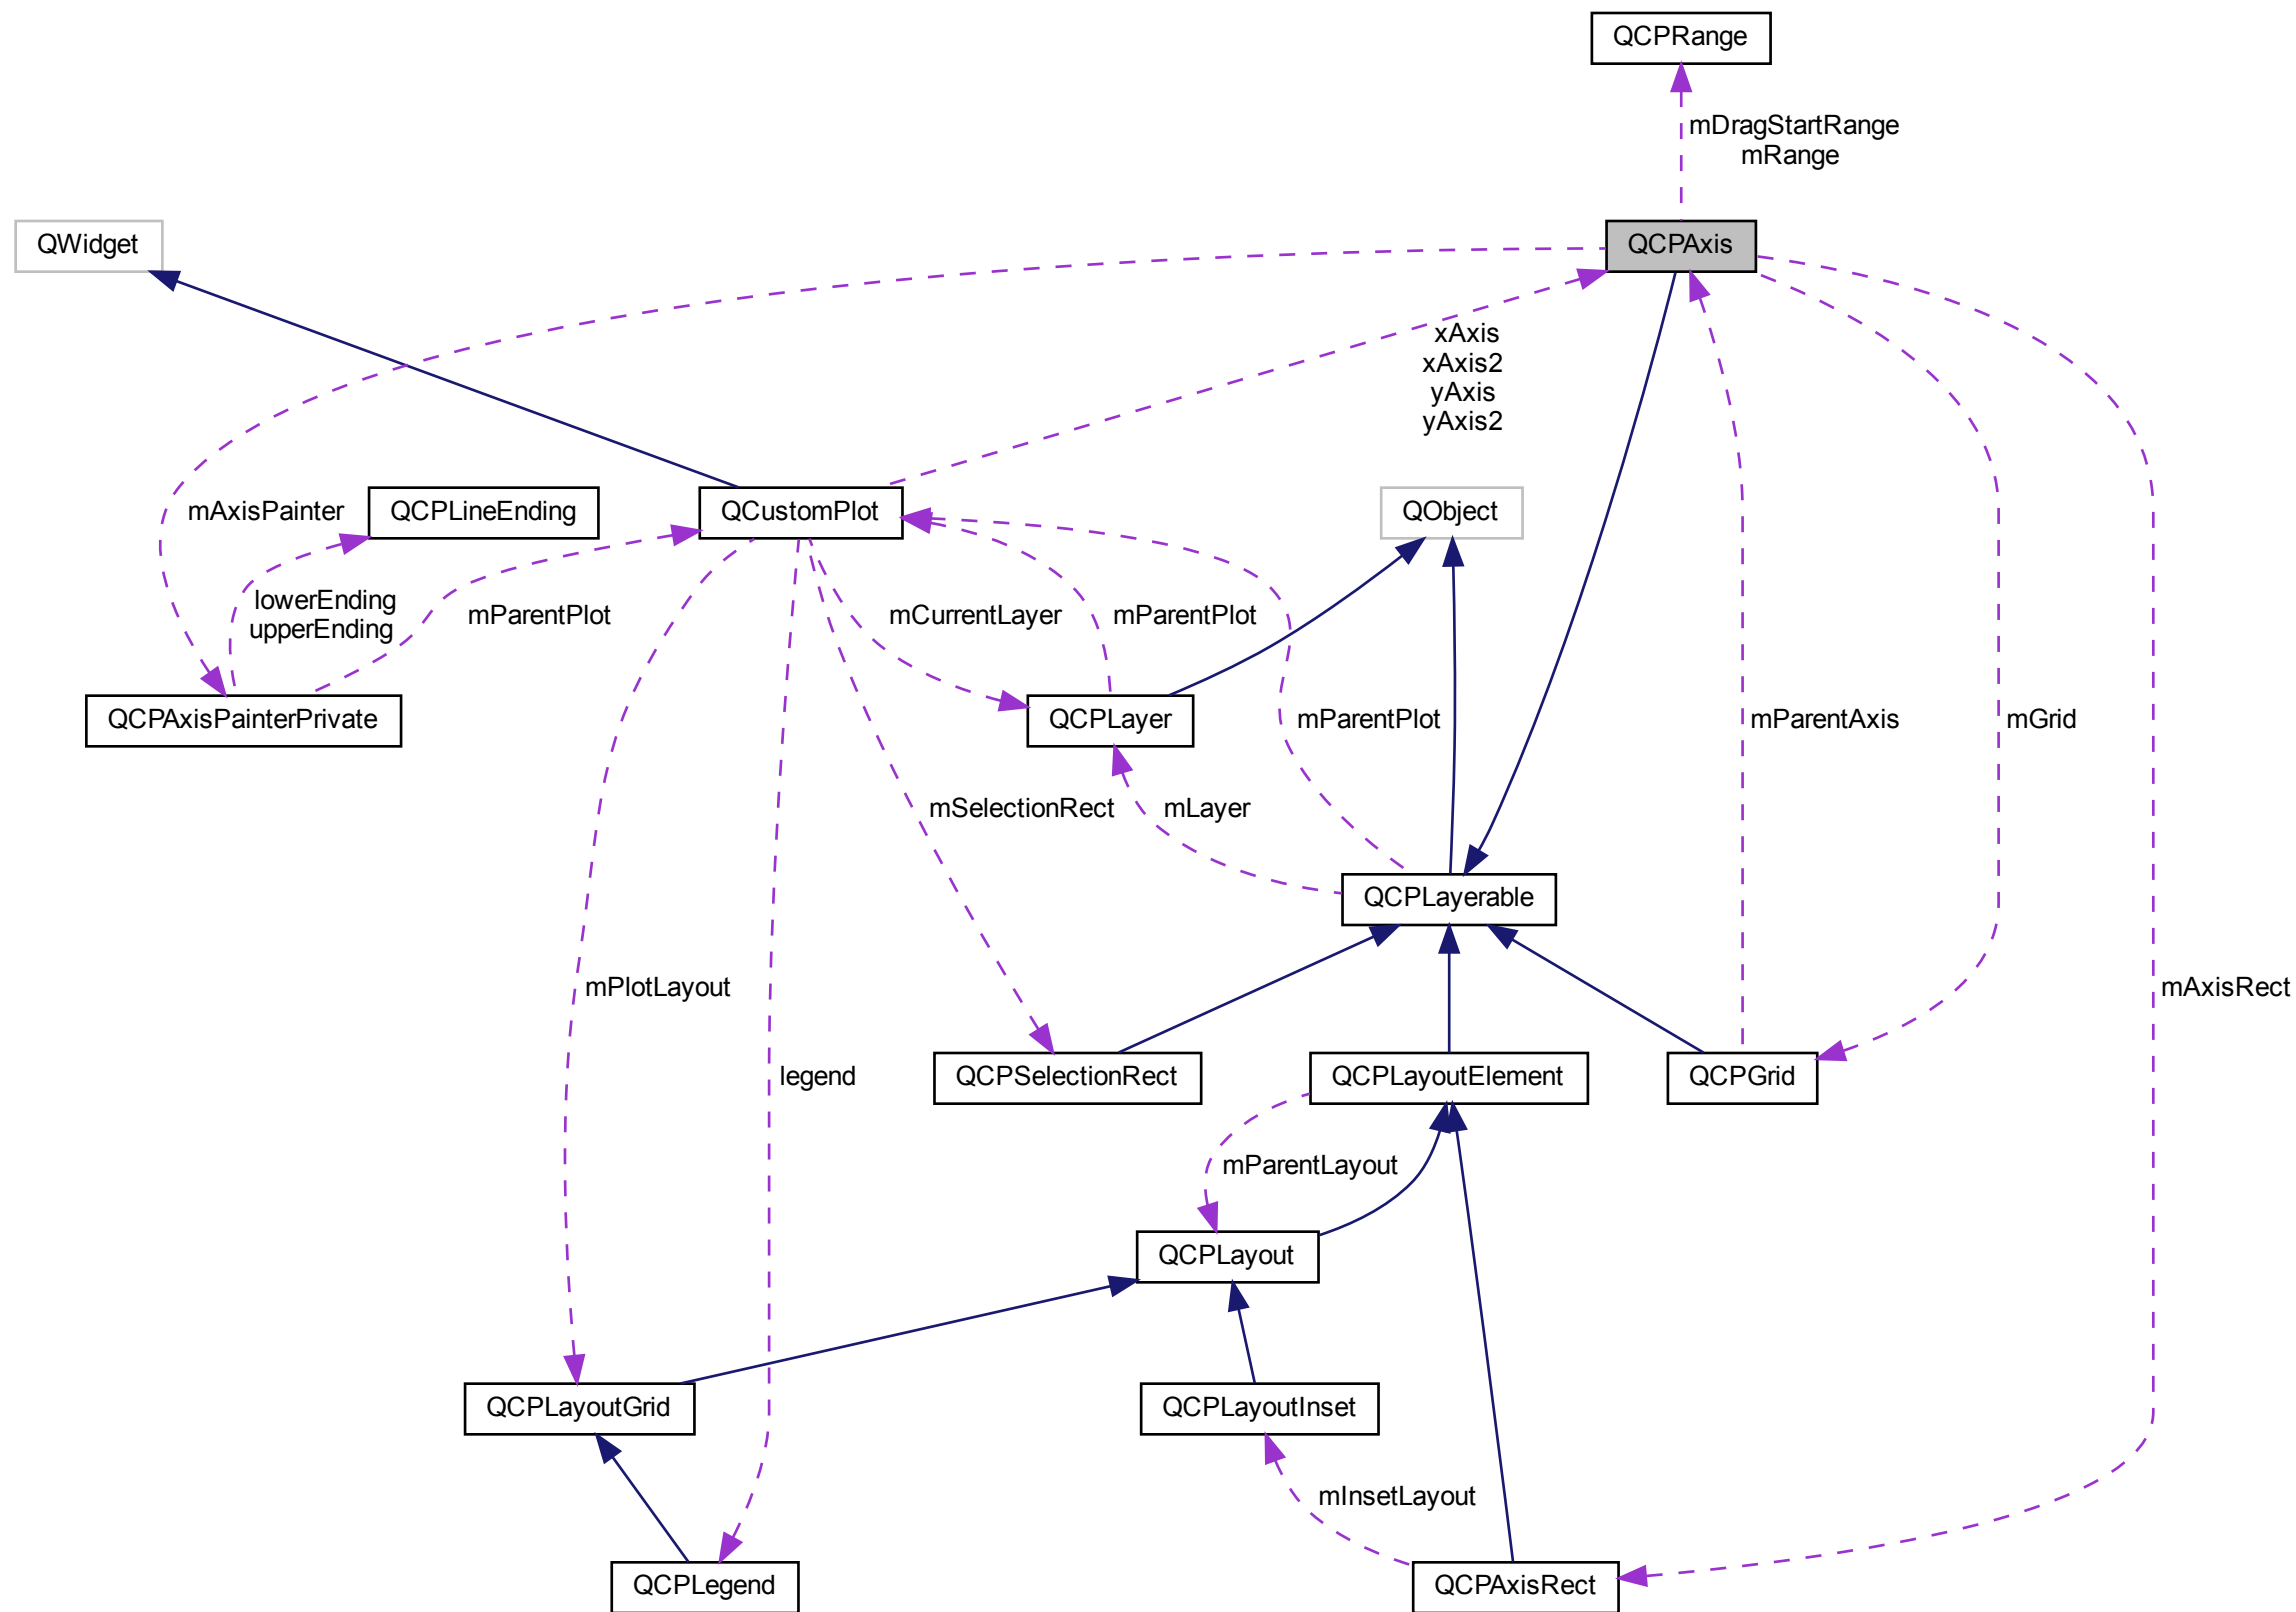 QCPRange
mDragStartRange
mRange
QWidget
QCPAxis
xAxis
xAxis2
yAxis
yAxis2
mAxisPainter
QCPLineEnding
QCustomPlot
QObject
lowerEnding
upperEnding
mParentPlot
mCurrentLayer
mParentPlot
QCPAxisPainterPrivate
QCPLayer
mParentPlot
mParentAxis
mGrid
mSelectionRect
mLayer
QCPLayerable
mPlotLayout
mAxisRect
legend
QCPSelectionRect
QCPLayoutElement
QCPGrid
mParentLayout
QCPLayout
QCPLayoutGrid
QCPLayoutInset
mInsetLayout
QCPLegend
QCPAxisRect